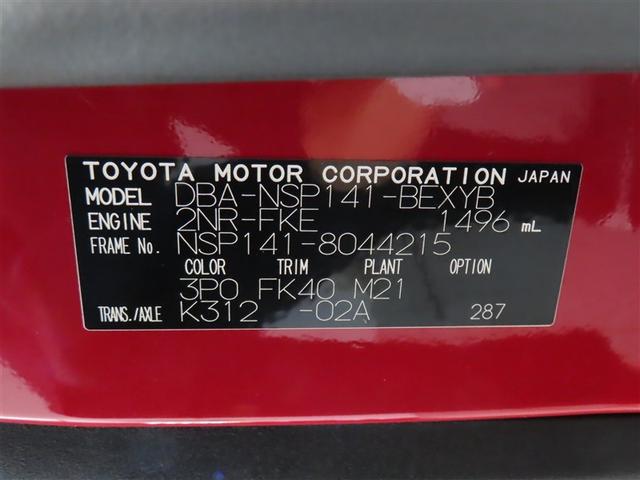 TOYOTA MOTOR CORPORATION JAPAN
MODEL DBA-NSP141-BEXYB
ENGINE 2NR-FKE 1496 mL
FRAME No. NSP141-8044215
COLOR TRIM PLANT OPTION
3P0 FK40 M21
TRANS./AXLE K312 -02A 287